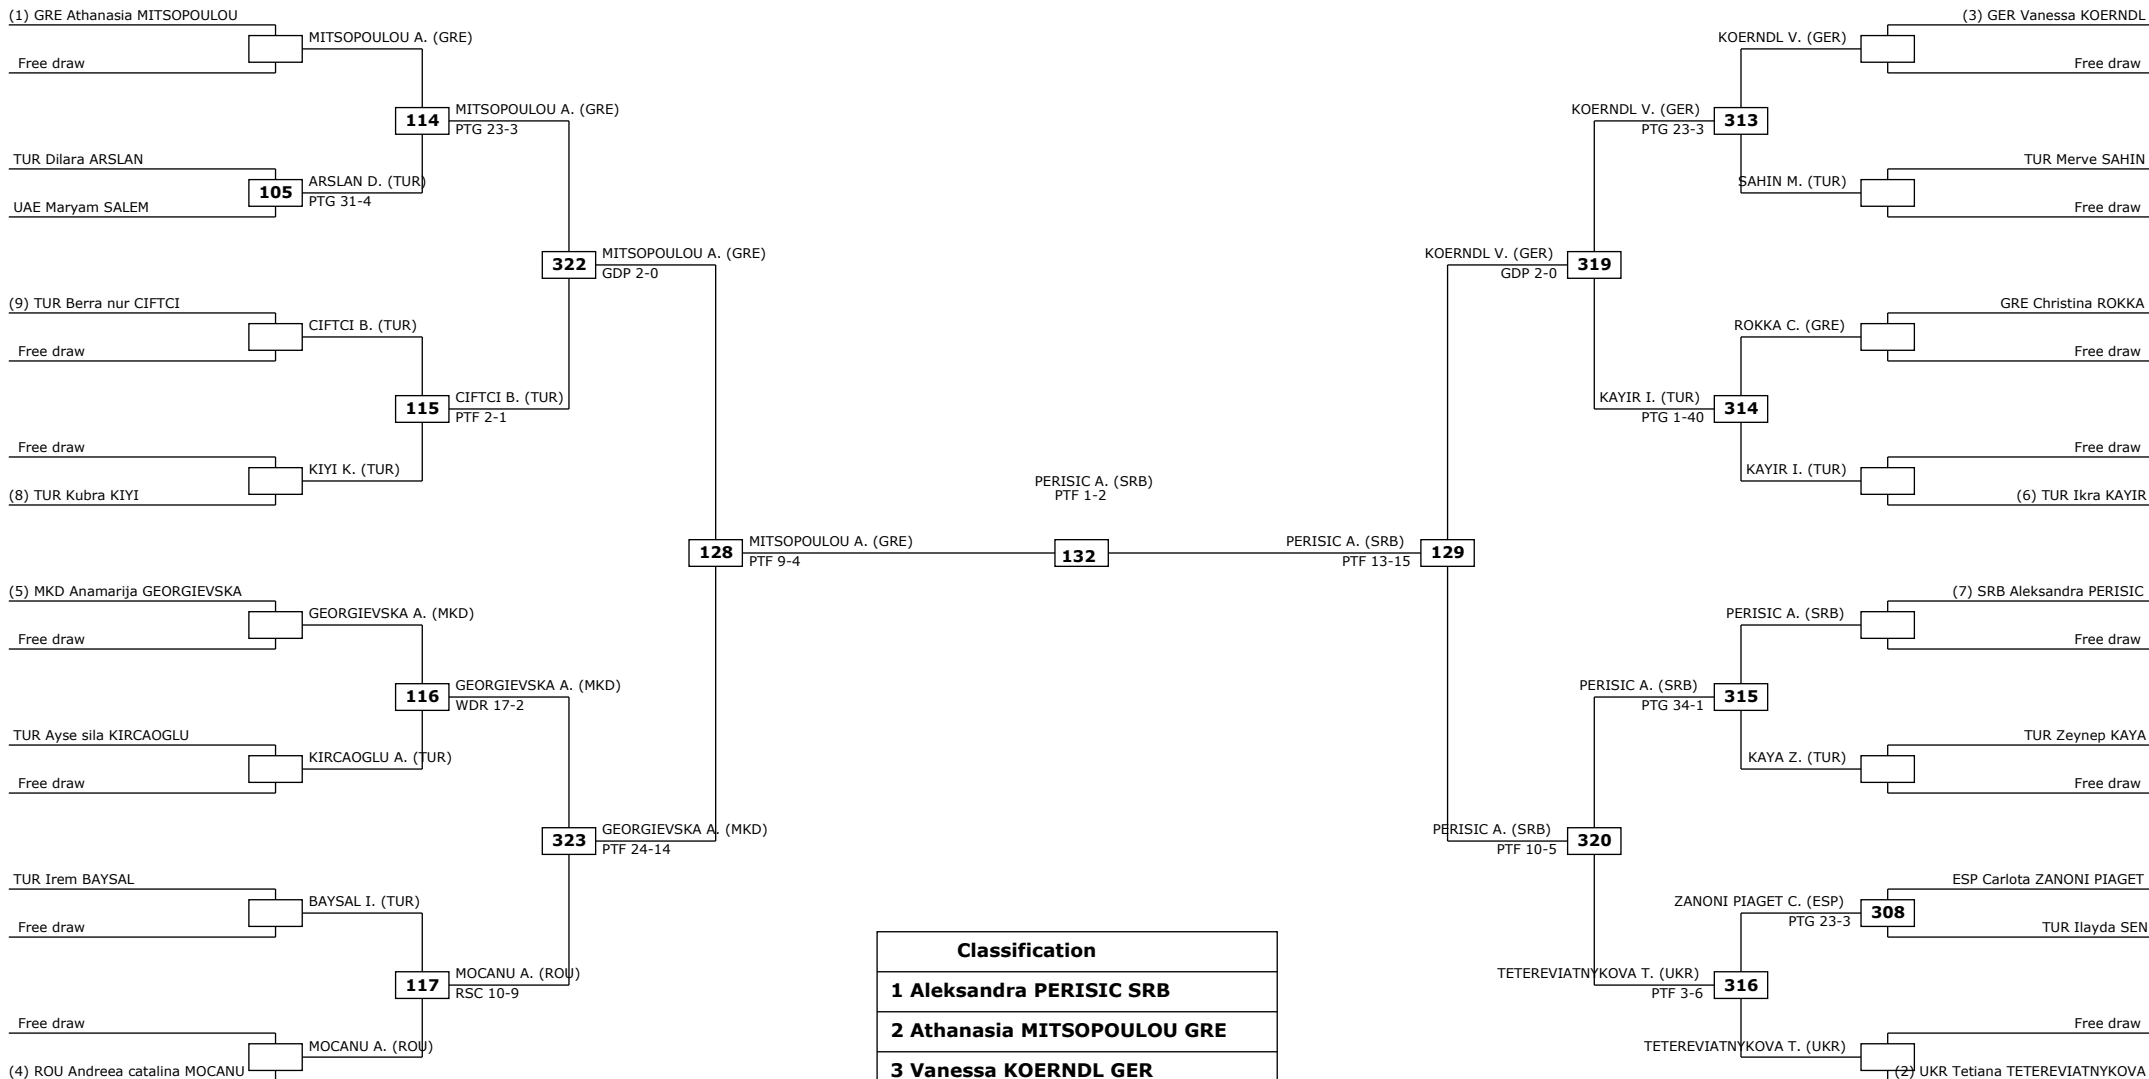 (1) GRE Athanasia MITSOPOULOU
MITSOPOULOU A. (GRE)
Free draw
114
MITSOPOULOU A. (GRE)
PTG 23-3
TUR Dilara ARSLAN
105
ARSLAN D. (TUR)
PTG 31-4
UAE Maryam SALEM
322
MITSOPOULOU A. (GRE)
GDP 2-0
(9) TUR Berra nur CIFTCI
CIFTCI B. (TUR)
Free draw
115
CIFTCI B. (TUR)
PTF 2-1
Free draw
KIYI K. (TUR)
(8) TUR Kubra KIYI
128
MITSOPOULOU A. (GRE)
PTF 9-4
(5) MKD Anamarija GEORGIEVSKA
GEORGIEVSKA A. (MKD)
Free draw
116
GEORGIEVSKA A. (MKD)
WDR 17-2
TUR Ayse sila KIRCAOGLU
KIRCAOGLU A. (TUR)
Free draw
323
GEORGIEVSKA A. (MKD)
PTF 24-14
TUR Irem BAYSAL
BAYSAL I. (TUR)
Free draw
117
MOCANU A. (ROU)
RSC 10-9
Free draw
MOCANU A. (ROU)
(4) ROU Andreea catalina MOCANU
PERISIC A. (SRB)
PTF 1-2
132
(3) GER Vanessa KOERNDL
KOERNDL V. (GER)
Free draw
KOERNDL V. (GER)
PTG 23-3
313
TUR Merve SAHIN
SAHIN M. (TUR)
Free draw
KOERNDL V. (GER)
GDP 2-0
319
GRE Christina ROKKA
ROKKA C. (GRE)
Free draw
KAYIR I. (TUR)
PTG 1-40
314
Free draw
KAYIR I. (TUR)
(6) TUR Ikra KAYIR
PERISIC A. (SRB)
PTF 13-15
129
(7) SRB Aleksandra PERISIC
PERISIC A. (SRB)
Free draw
PERISIC A. (SRB)
PTG 34-1
315
TUR Zeynep KAYA
KAYA Z. (TUR)
Free draw
PERISIC A. (SRB)
PTF 10-5
320
ESP Carlota ZANONI PIAGET
ZANONI PIAGET C. (ESP)
PTG 23-3
308
TUR Ilayda SEN
TETEREVIATNYKOVA T. (UKR)
PTF 3-6
316
Free draw
TETEREVIATNYKOVA T. (UKR)
(2) UKR Tetiana TETEREVIATNYKOVA
Classification
1 Aleksandra PERISIC SRB
2 Athanasia MITSOPOULOU GRE
3 Vanessa KOERNDL GER